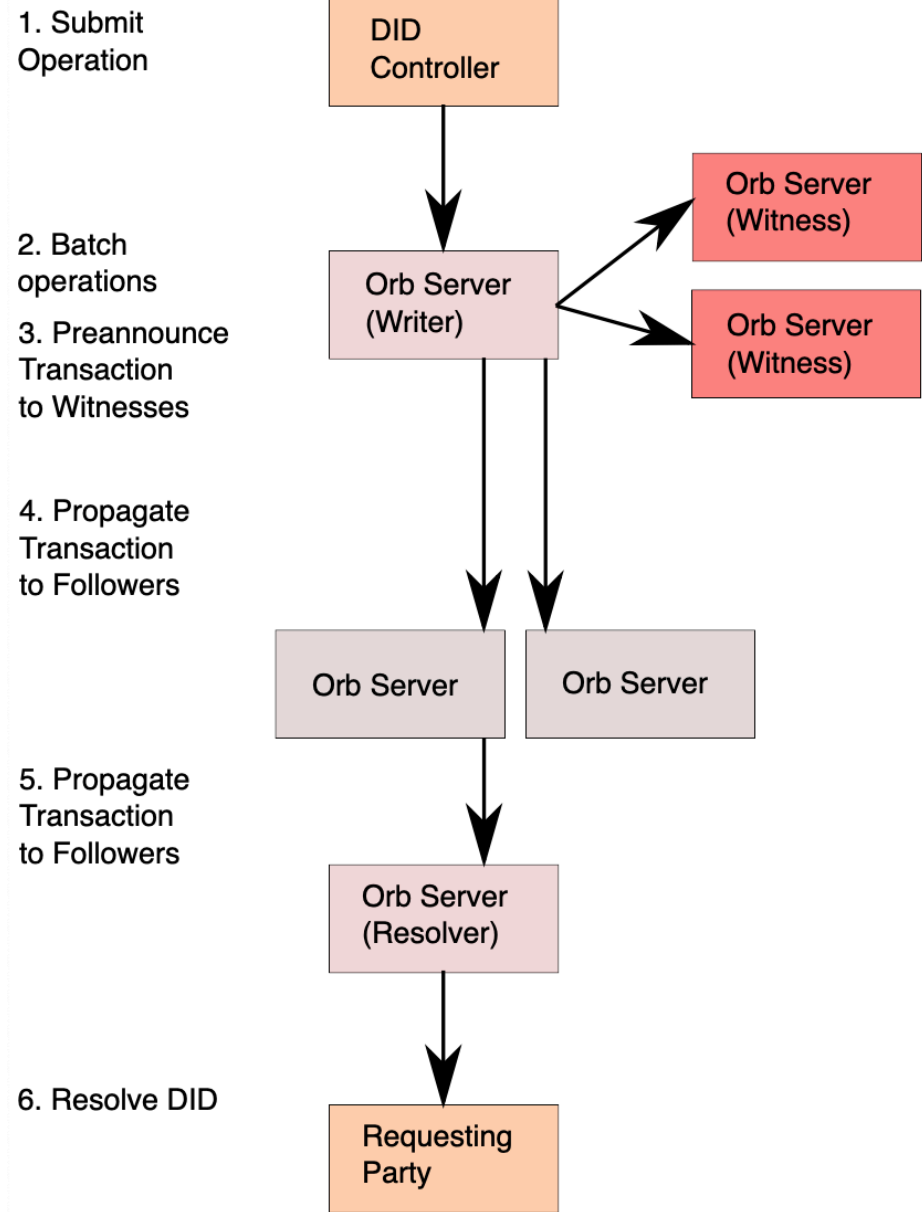 1. Submit
Operation
DID
Controller
Orb Server
(Witness)
2. Batch
operations
Orb Server
(Writer)
Orb Server
(Witness)
3. Preannounce
Transaction
to Witnesses
4. Propagate
Transaction
to Followers
Orb Server
Orb Server
5. Propagate
Transaction
to Followers
Orb Server
(Resolver)
6. Resolve DID
Requesting
Party